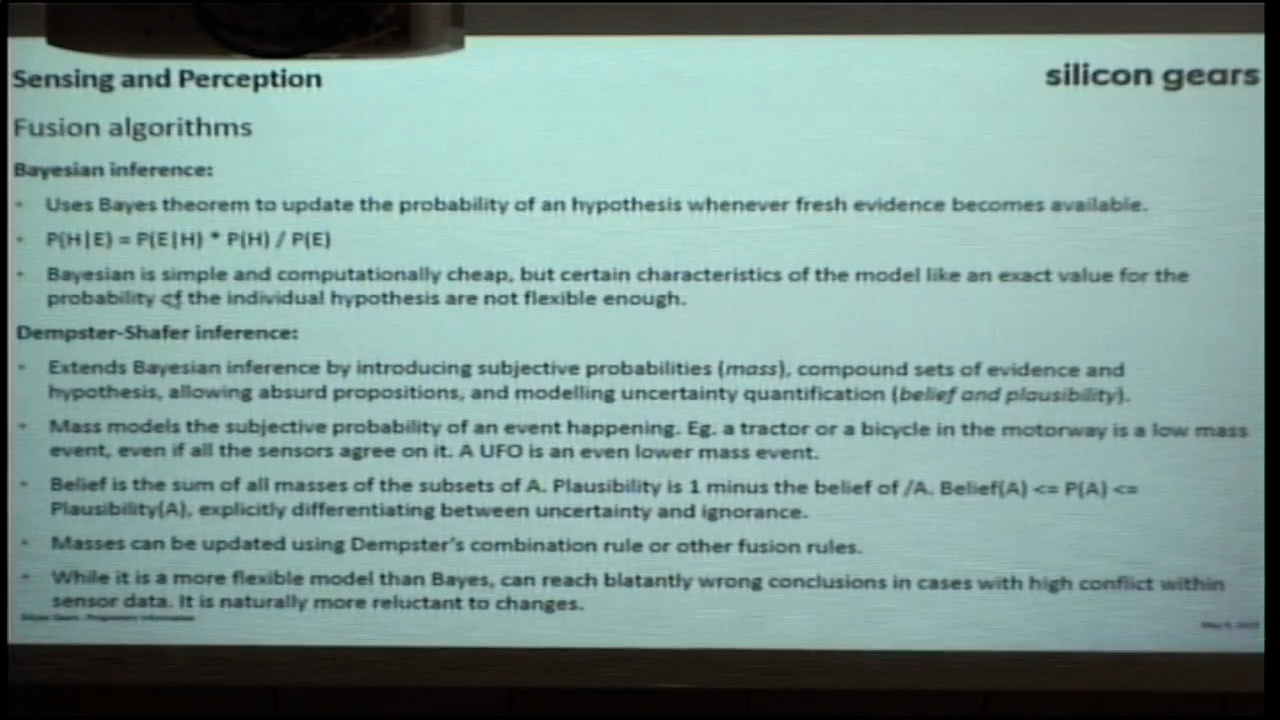 Sensing and Perception
silicon gears
Fusion algorithms
Bayesian inference:
Uses Bayes theorem to update the probability of an hypothesis whenever fresh evidence becomes available.
P(H|E) = P(E|H) * P(H) / P(E)
Bayesian is simple and computationally cheap, but certain characteristics of the model like an exact value for the
probability of the individual hypothesis are not flexible enough.
Dempster-Shafer inference:
Extends Bayesian inference by introducing subjective probabilities (mass), compound sets of evidence and
hypothesis, allowing absurd propositions, and modelling uncertainty quantification (belief and plausibility).
Mass models the subjective probability of an event happening. Eg. a tractor or a bicycle in the motorway is a low mass
event, even if all the sensors agree on it. A UFO is an even lower mass event.
Belief is the sum of all masses of the subsets of A. Plausibility is 1 minus the belief of /A. Belief(A) <= P(A) <=
Plausibility(A), explicitly differentiating between uncertainty and ignorance.
Masses can be updated using Dempster's combination rule or other fusion rules.
While it is a more flexible model than Bayes, can reach blatantly wrong conclusions in cases with high conflict within
sensor data. It is naturally more reluctant to changes.
Silicon Gears - Proprietary Information